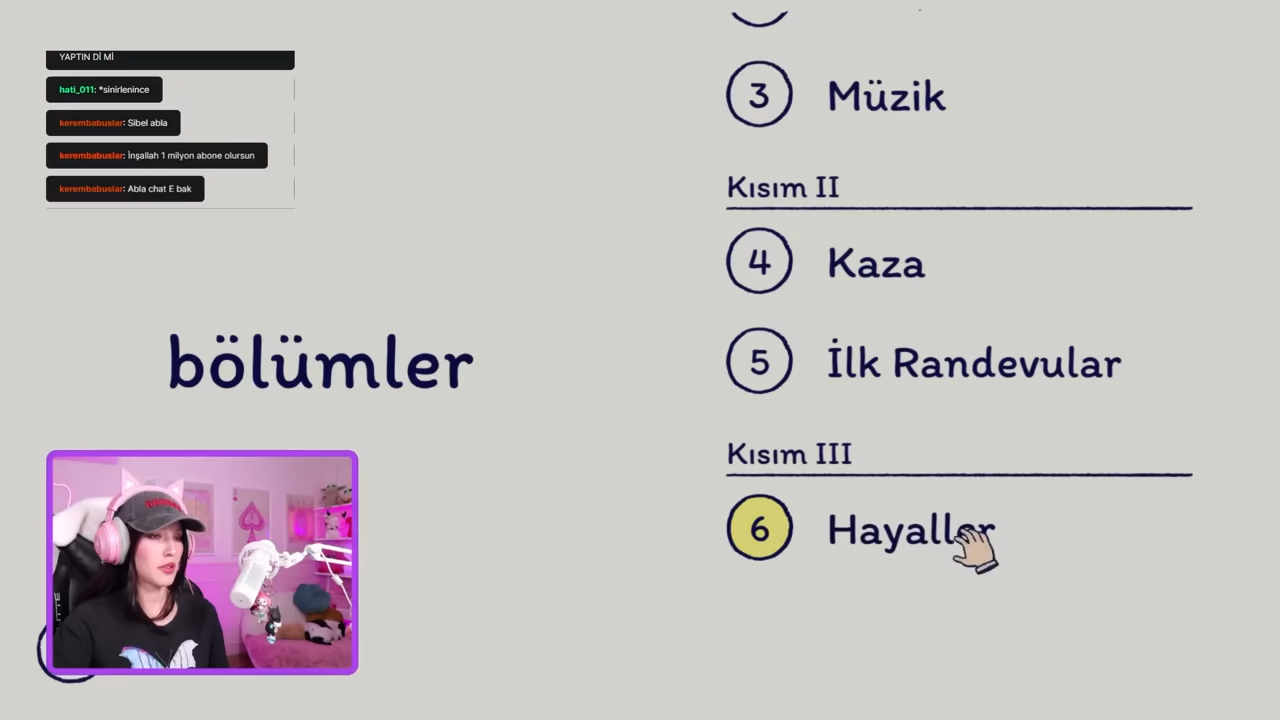 YAPTIN Dİ Mİ
hati_011: *sinirlenince
kerembabuslar: Sibel abla
kerembabuslar: İnşallah 1 milyon abone olursun
kerembabuslar: Abla chat E bak
bölümler
3 Müzik
Kısım II
4 Kaza
5 İlk Randevular
Kısım III
6 Hayaller